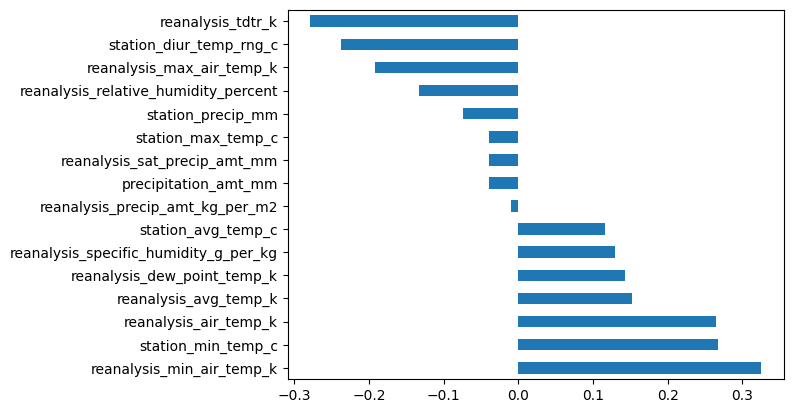 reanalysis_tdtr_k
station_diur_temp_rng_c
reanalysis_max_air_temp_k
reanalysis_relative_humidity_percent
station_precip_mm
station_max_temp_c
reanalysis_sat_precip_amt_mm
precipitation_amt_mm
reanalysis_precip_amt_kg_per_m2
station_avg_temp_c
reanalysis_specific_humidity_g_per_kg
reanalysis_dew_point_temp_k
reanalysis_avg_temp_k
reanalysis_air_temp_k
station_min_temp_c
reanalysis_min_air_temp_k
−0.3 −0.2 −0.1 0.0 0.1 0.2 0.3